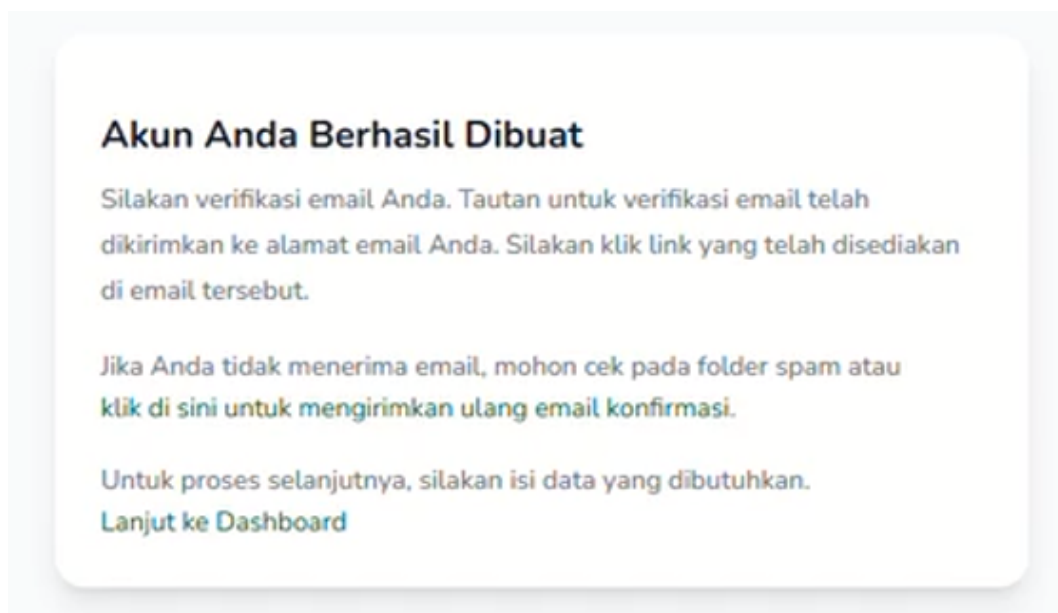 Akun Anda Berhasil Dibuat
Silakan verifikasi email Anda. Tautan untuk verifikasi email telah
dikirimkan ke alamat email Anda. Silakan klik link yang telah disediakan
di email tersebut.
Jika Anda tidak menerima email, mohon cek pada folder spam atau
klik di sini untuk mengirimkan ulang email konfirmasi.
Untuk proses selanjutnya, silakan isi data yang dibutuhkan.
Lanjut ke Dashboard